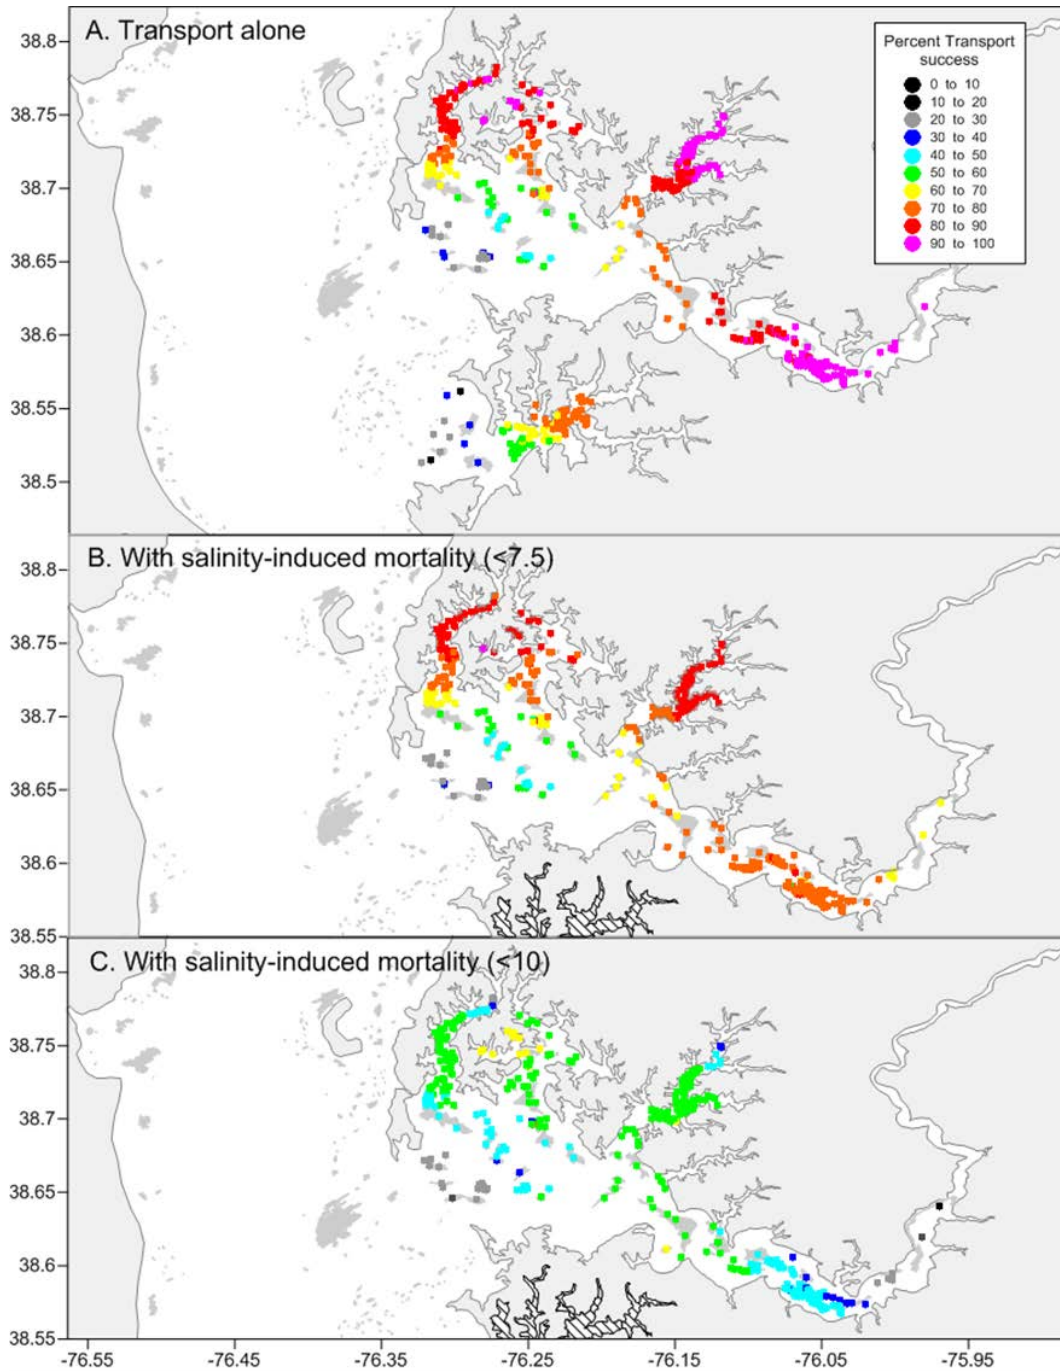 A. Transport alone
Percent Transport
success
0 to 10
10 to 20
20 to 30
30 to 40
40 to 50
50 to 60
60 to 70
70 to 80
80 to 90
90 to 100
38.8
38.75
38.7
38.65
38.6
38.55
38.5
B. With salinity-induced mortality (<7.5)
38.8
38.75
38.7
38.65
38.6
38.55
C. With salinity-induced mortality (<10)
38.8
38.75
38.7
38.65
38.6
38.55
-76.55 -76.45 -76.35 -76.25 -76.15 -76.05 -75.95